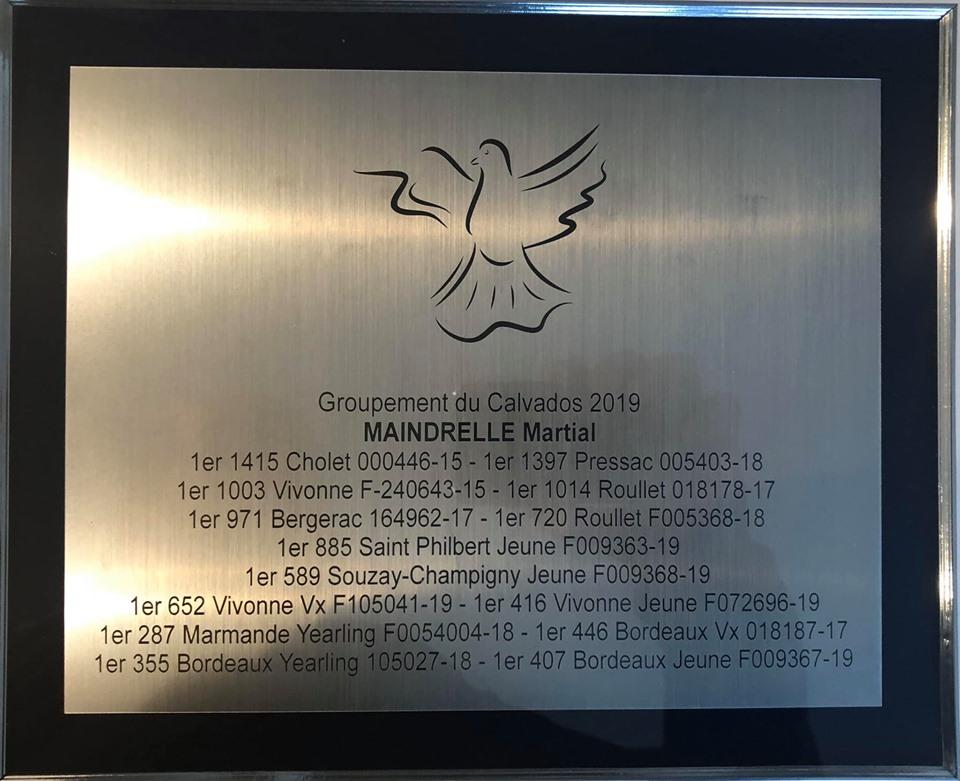 Groupement du Calvados 2019
MAINDRELLE Martial
1er 1415 Cholet 000446-15 - 1er 1397 Pressac 005403-18
1er 1003 Vivonne F-240643-15 - 1er 1014 Roullet 018178-17
1er 971 Bergerac 164962-17 - 1er 720 Roullet F005368-18
1er 885 Saint Philbert Jeune F009363-19
1er 589 Souzay-Champigny Jeune F009368-19
1er 652 Vivonne Vx F105041-19 - 1er 416 Vivonne Jeune F072696-19
1er 287 Marmande Yearling F0054004-18 - 1er 446 Bordeaux Vx 018187-17
1er 355 Bordeaux Yearling 105027-18 - 1er 407 Bordeaux Jeune F009367-19